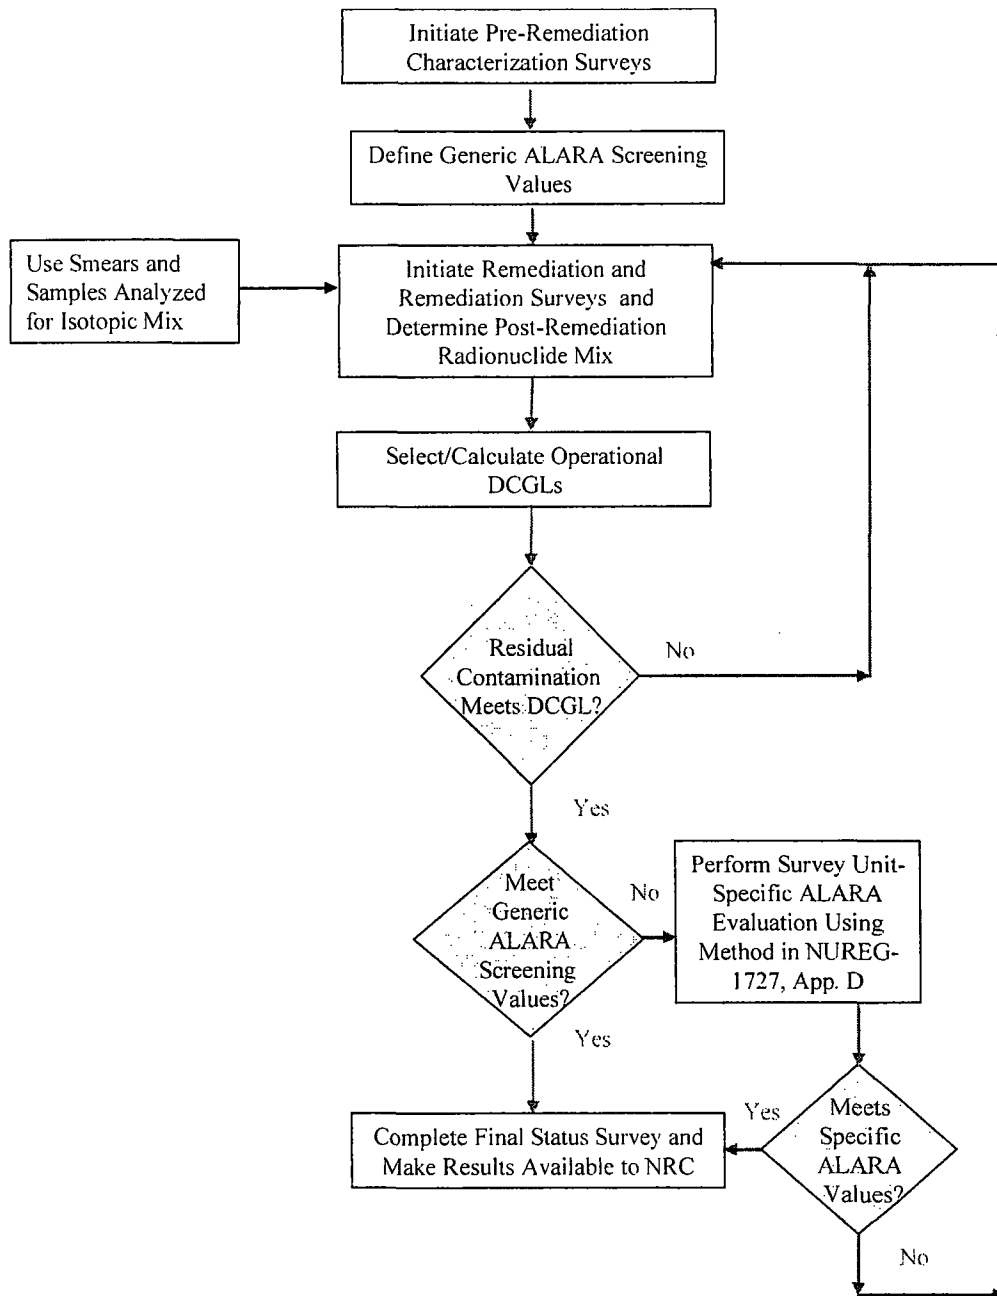 Initiate Pre-Remediation
Characterization Surveys
Define Generic ALARA Screening
Values
Use Smears and
Samples Analyzed
for Isotopic Mix
Initiate Remediation and
Remediation Surveys and
Determine Post-Remediation
Radionuclide Mix
Select/Calculate Operational
DCGLs
Residual
Contamination
Meets DCGL?
No
Yes
Meet
Generic
ALARA
Screening
Values?
No
Perform Survey Unit-
Specific ALARA
Evaluation Using
Method in NUREG-
1727, App. D
Yes
Complete Final Status Survey and
Make Results Available to NRC
Yes
Meets
Specific
ALARA
Values?
No